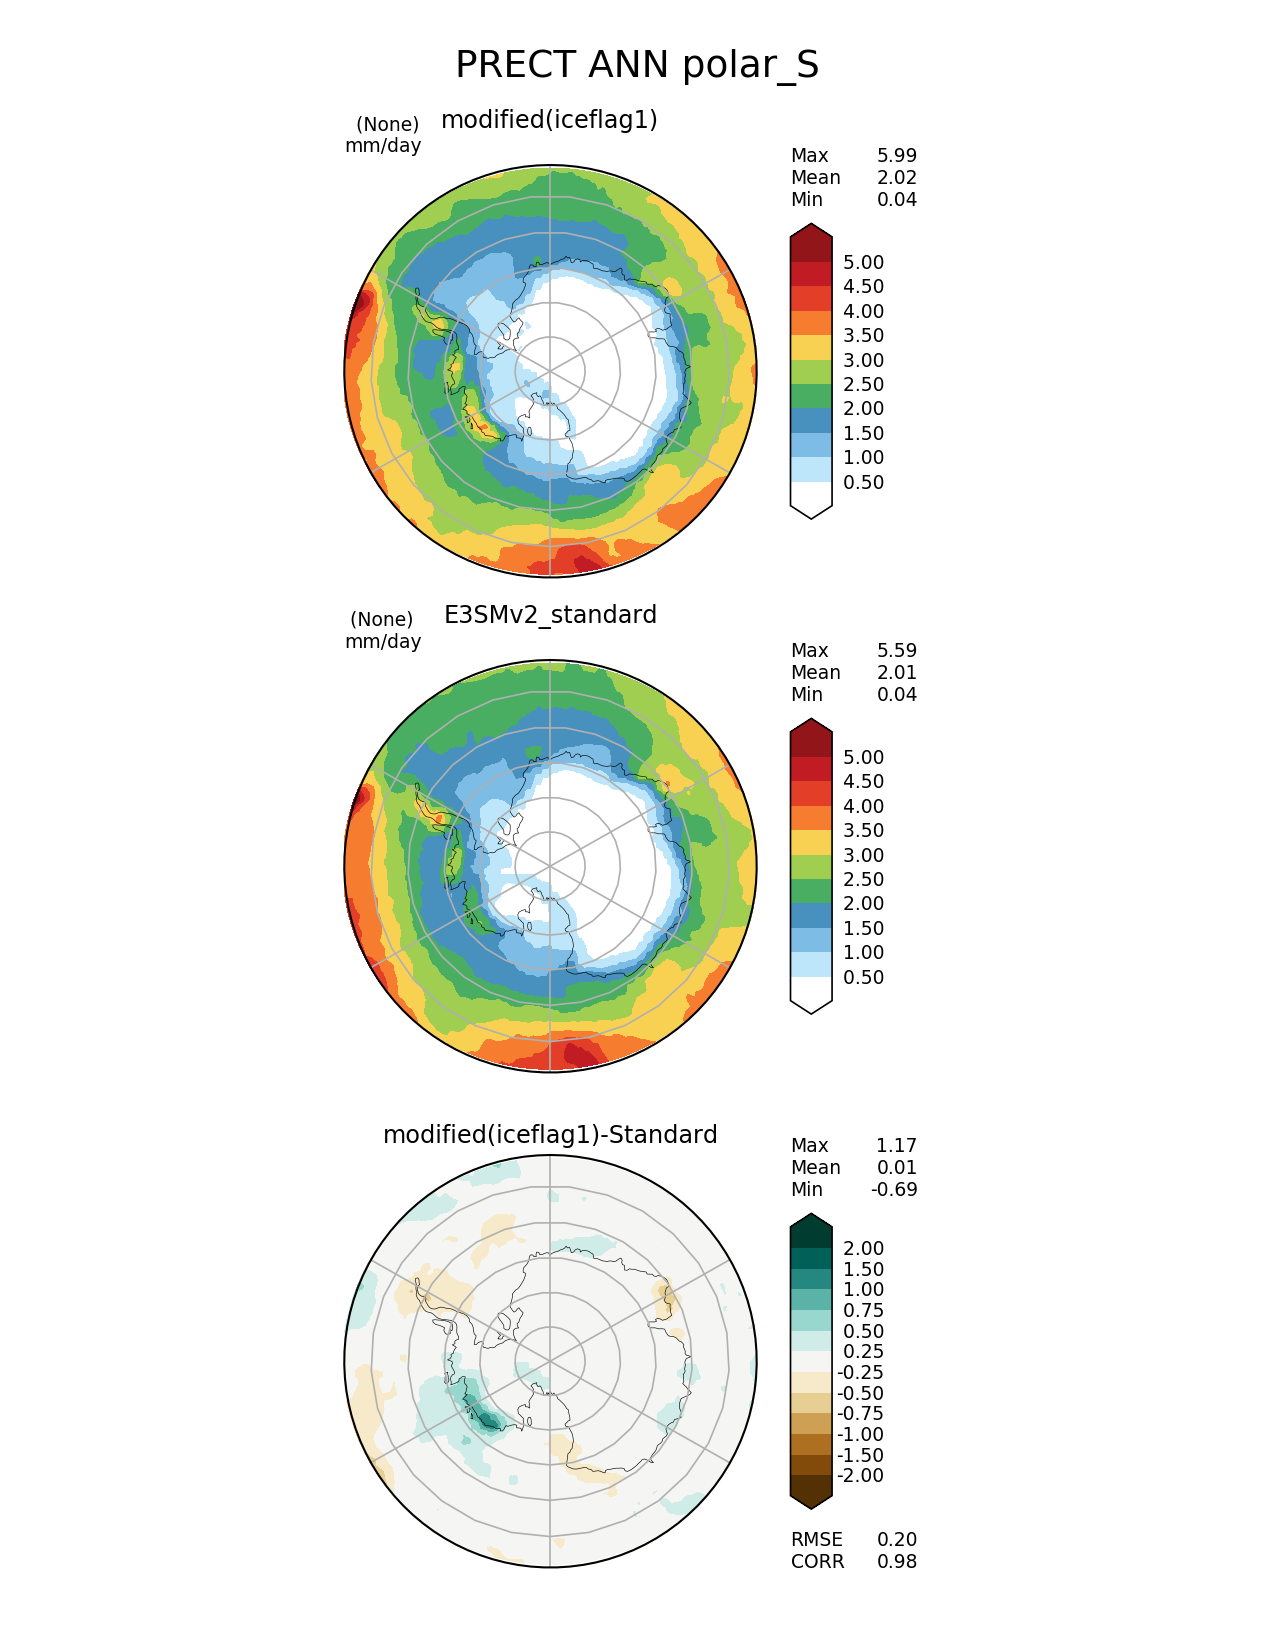 PRECT ANN polar_S
(None)
mm/day
modified(iceflag1)
Max 5.99
Mean 2.02
Min 0.04
5.00
4.50
4.00
3.50
3.00
2.50
2.00
1.50
1.00
0.50
(None)
mm/day
E3SMv2_standard
Max 5.59
Mean 2.01
Min 0.04
5.00
4.50
4.00
3.50
3.00
2.50
2.00
1.50
1.00
0.50
modified(iceflag1)-Standard
Max 1.17
Mean 0.01
Min -0.69
2.00
1.50
1.00
0.75
0.50
0.25
-0.25
-0.50
-0.75
-1.00
-1.50
-2.00
RMSE 0.20
CORR 0.98